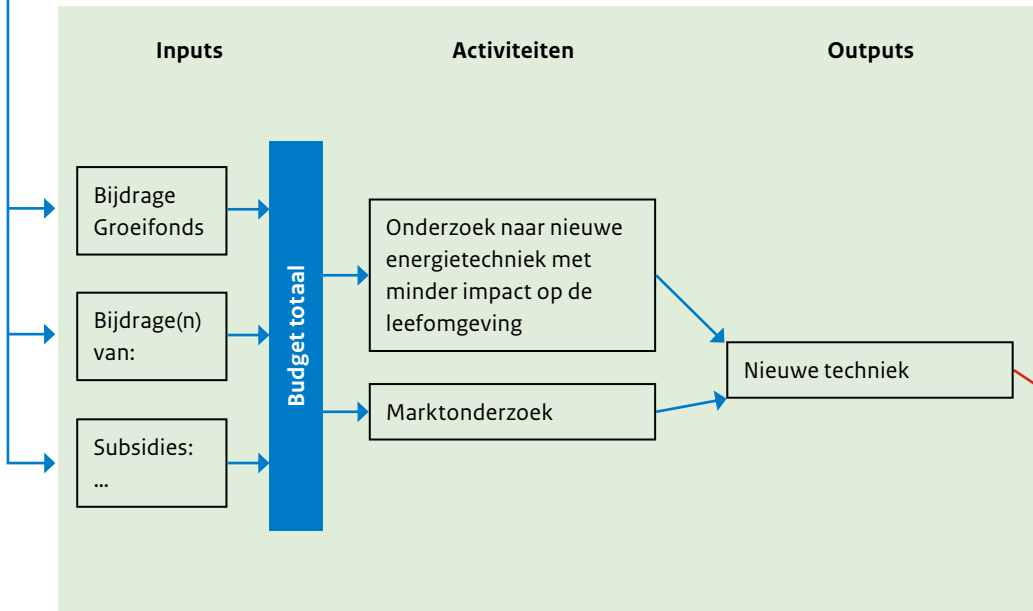 Inputs
Activiteiten
Outputs
Bijdrage
Groeifonds
Bijdrage(n)
van:
Subsidies:
...
Budget totaal
Onderzoek naar nieuwe
energietechniek met
minder impact op de
leefomgeving
Marktonderzoek
Nieuwe techniek